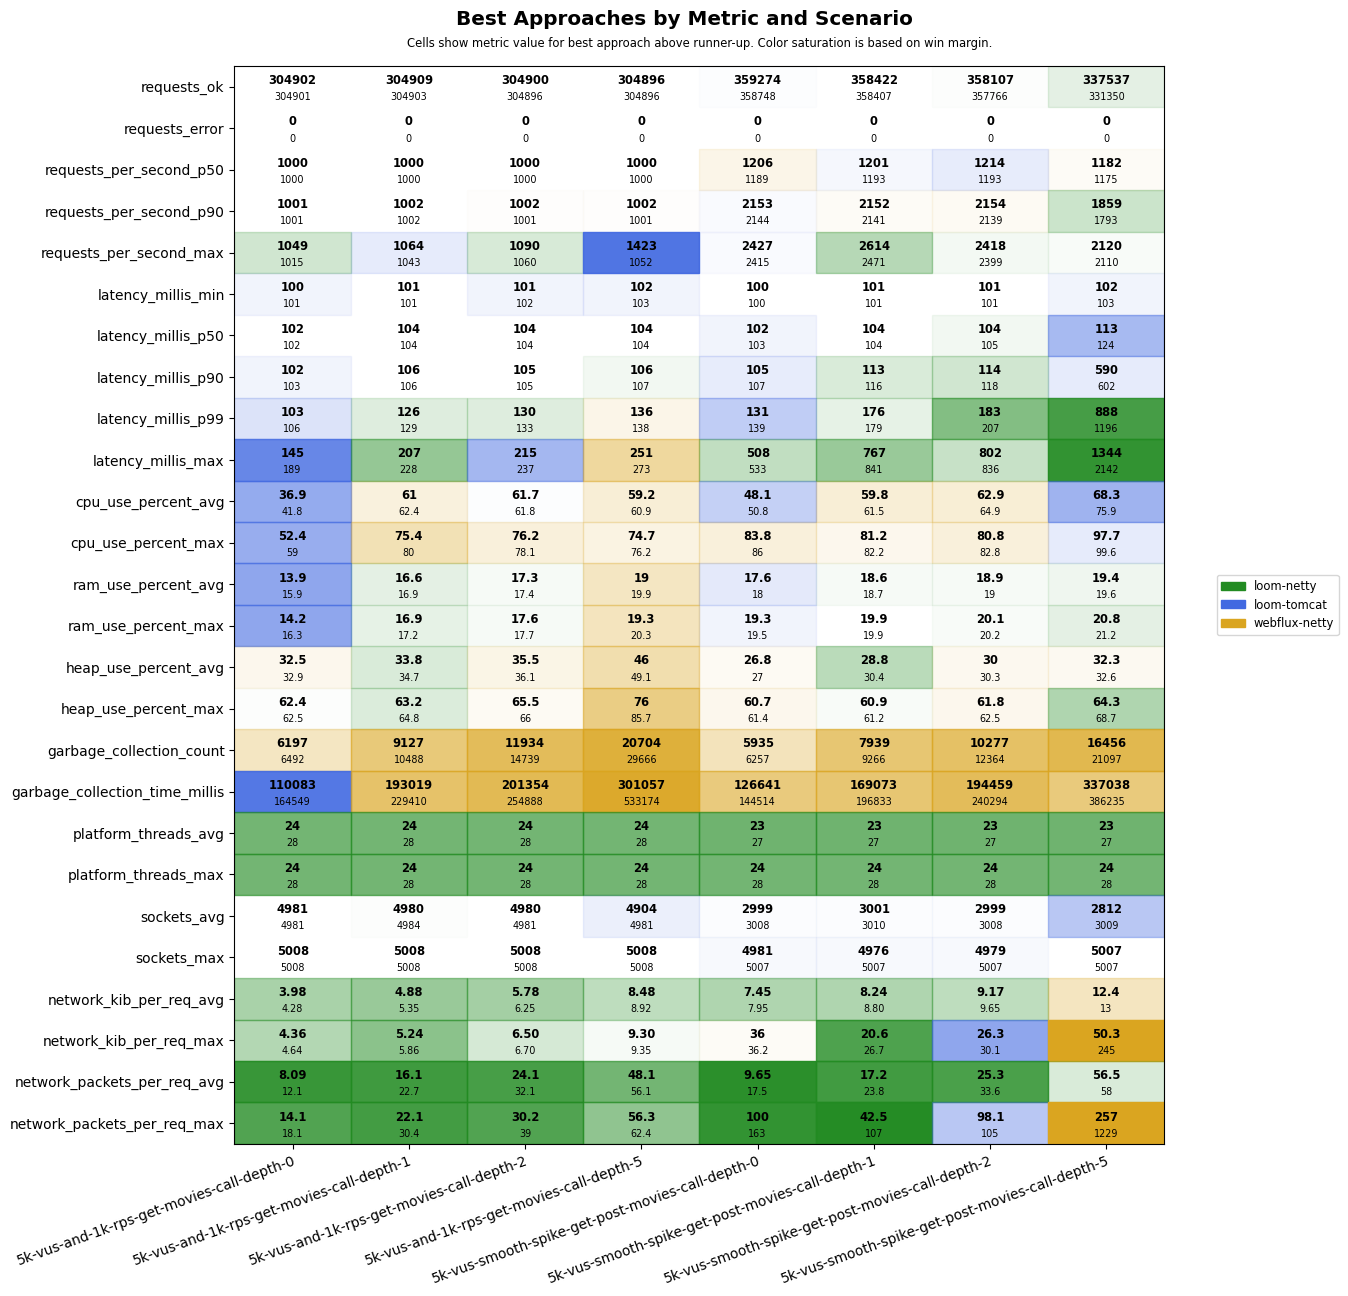 Best Approaches by Metric and Scenario
Cells show metric value for best approach above runner-up. Color saturation is based on win margin.
requests_ok
304902 304909 304900 304896 359274 358422 358107 337537
304901 304903 304896 304896 358748 358407 357766 331350
requests_error
0 0 0 0 0 0 0 0
0 0 0 0 0 0 0 0
requests_per_second_p50
1000 1000 1000 1000 1206 1201 1214 1182
1000 1000 1000 1000 1189 1193 1193 1175
requests_per_second_p90
1001 1002 1002 1002 2153 2152 2154 1859
1001 1002 1001 1001 2144 2141 2139 1793
requests_per_second_max
1049 1064 1090 1423 2427 2614 2418 2120
1015 1043 1060 1052 2415 2471 2399 2110
latency_millis_min
100 101 101 102 100 101 101 102
101 101 102 103 100 101 101 103
latency_millis_p50
102 104 104 104 102 104 104 113
102 104 104 104 103 104 105 124
latency_millis_p90
102 106 105 106 105 113 114 590
103 106 105 107 107 116 118 602
latency_millis_p99
103 126 130 136 131 176 183 888
106 129 133 138 139 179 207 1196
latency_millis_max
145 207 215 251 508 767 802 1344
189 228 237 273 533 841 836 2142
cpu_use_percent_avg
36.9 61 61.7 59.2 48.1 59.8 62.9 68.3
41.8 62.4 61.8 60.9 50.8 61.5 64.9 75.9
cpu_use_percent_max
52.4 75.4 76.2 74.7 83.8 81.2 80.8 97.7
59 80 78.1 76.2 86 82.2 82.8 99.6
ram_use_percent_avg
13.9 16.6 17.3 19 17.6 18.6 18.9 19.4
15.9 16.9 17.4 19.9 18 18.7 19 19.6
ram_use_percent_max
14.2 16.9 17.6 19.3 19.3 19.9 20.1 20.8
16.3 17.2 17.7 20.3 19.5 19.9 20.2 21.2
heap_use_percent_avg
32.5 33.8 35.5 46 26.8 28.8 30 32.3
32.9 34.7 36.1 49.1 27 30.4 30.3 32.6
heap_use_percent_max
62.4 63.2 65.5 76 60.7 60.9 61.8 64.3
62.5 64.8 66 85.7 61.4 61.2 62.5 68.7
garbage_collection_count
6197 9127 11934 20704 5935 7939 10277 16456
6492 10488 14739 29666 6257 9266 12364 21097
garbage_collection_time_millis
110083 193019 201354 301057 126641 169073 194459 337038
164549 229410 254888 533174 144514 196833 240294 386235
platform_threads_avg
24 24 24 24 23 23 23 23
28 28 28 28 27 27 27 27
platform_threads_max
24 24 24 24 24 24 24 24
28 28 28 28 28 28 28 28
sockets_avg
4981 4980 4980 4904 2999 3001 2999 2812
4981 4984 4981 4981 3008 3010 3008 3009
sockets_max
5008 5008 5008 5008 4981 4976 4979 5007
5008 5008 5008 5008 5007 5007 5007 5007
network_kib_per_req_avg
3.98 4.88 5.78 8.48 7.45 8.24 9.17 12.4
4.28 5.35 6.25 8.92 7.95 8.80 9.65 13
network_kib_per_req_max
4.36 5.24 6.50 9.30 36 20.6 26.3 50.3
4.64 5.86 6.70 9.35 36.2 26.7 30.1 245
network_packets_per_req_avg
8.09 16.1 24.1 48.1 9.65 17.2 25.3 56.5
12.1 22.7 32.1 56.1 17.5 23.8 33.6 58
network_packets_per_req_max
14.1 22.1 30.2 56.3 100 42.5 98.1 257
18.1 30.4 39 62.4 163 107 105 1229
5k-vus-and-1k-rps-get-movies-call-depth-0
5k-vus-and-1k-rps-get-movies-call-depth-1
5k-vus-and-1k-rps-get-movies-call-depth-2
5k-vus-and-1k-rps-get-movies-call-depth-5
5k-vus-smooth-spike-get-post-movies-call-depth-0
5k-vus-smooth-spike-get-post-movies-call-depth-1
5k-vus-smooth-spike-get-post-movies-call-depth-2
5k-vus-smooth-spike-get-post-movies-call-depth-5
loom-netty
loom-tomcat
webflux-netty